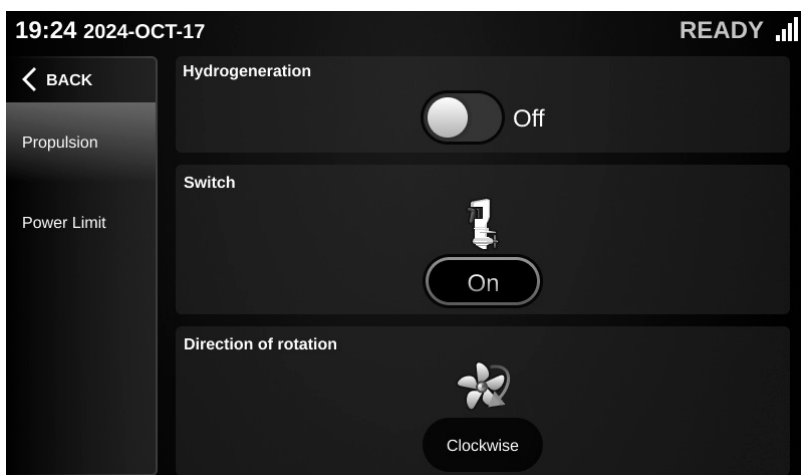 19:24 2024-OCT-17
READY
BACK
Propulsion
Power Limit
Hydrogeneration
Off
Switch
On
Direction of rotation
Clockwise